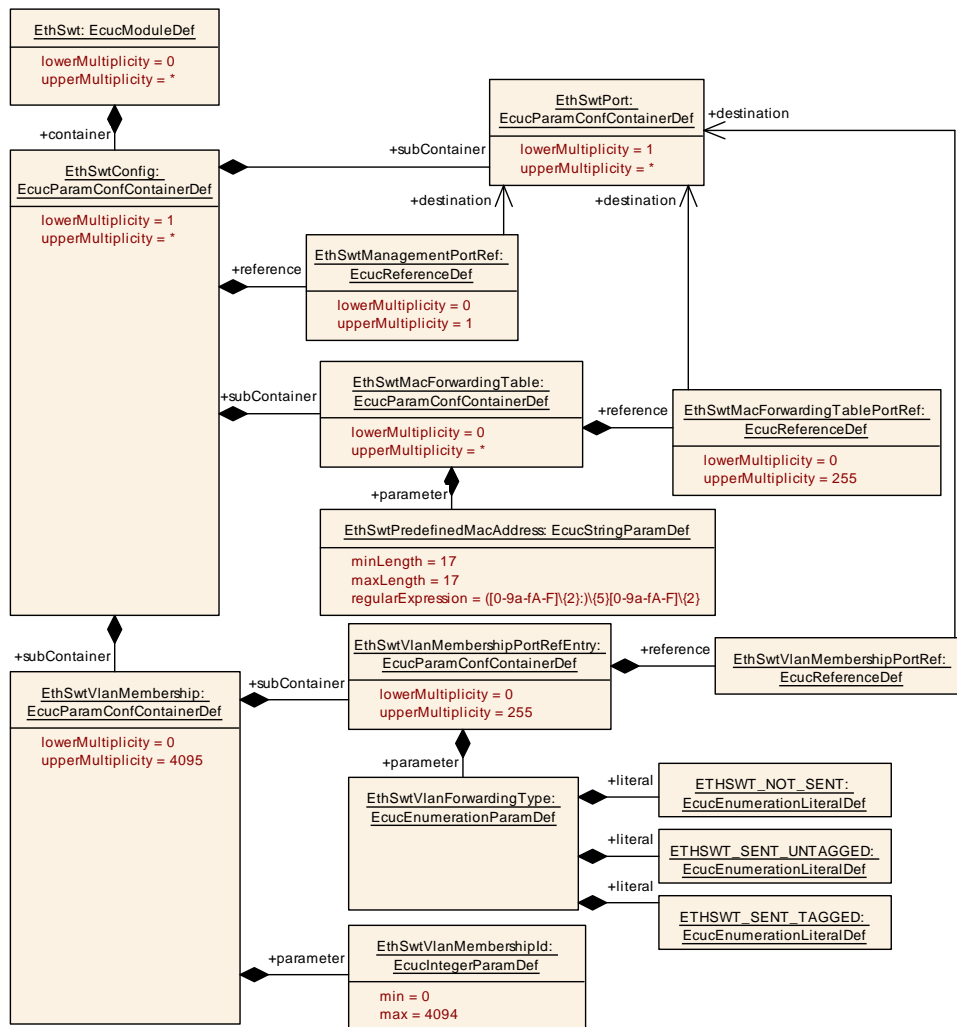 EthSwt: EcucModuleDef
lowerMultiplicity = 0
upperMultiplicity = *
+container
EthSwtConfig:
EcucParamConfContainerDef
lowerMultiplicity = 1
upperMultiplicity = *
+subContainer
EthSwtPort:
EcucParamConfContainerDef
lowerMultiplicity = 1
upperMultiplicity = *
+destination
+destination
+destination
+reference
EthSwtManagementPortRef:
EcucReferenceDef
lowerMultiplicity = 0
upperMultiplicity = 1
+subContainer
EthSwtMacForwardingTable:
EcucParamConfContainerDef
lowerMultiplicity = 0
upperMultiplicity = *
+reference
EthSwtMacForwardingTablePortRef:
EcucReferenceDef
lowerMultiplicity = 0
upperMultiplicity = 255
+parameter
EthSwtPredefinedMacAddress: EcucStringParamDef
minLength = 17
maxLength = 17
regularExpression = ([0-9a-fA-F]\{2}:)\{5}[0-9a-fA-F]\{2}
+subContainer
EthSwtVlanMembership:
EcucParamConfContainerDef
lowerMultiplicity = 0
upperMultiplicity = 4095
+subContainer
EthSwtVlanMembershipPortRefEntry:
EcucParamConfContainerDef
lowerMultiplicity = 0
upperMultiplicity = 255
+reference
EthSwtVlanMembershipPortRef:
EcucReferenceDef
+parameter
EthSwtVlanForwardingType:
EcucEnumerationParamDef
+literal
ETHSWT_NOT_SENT:
EcucEnumerationLiteralDef
+literal
ETHSWT_SENT_UNTAGGED:
EcucEnumerationLiteralDef
+literal
ETHSWT_SENT_TAGGED:
EcucEnumerationLiteralDef
+parameter
EthSwtVlanMembershipId:
EcucIntegerParamDef
min = 0
max = 4094